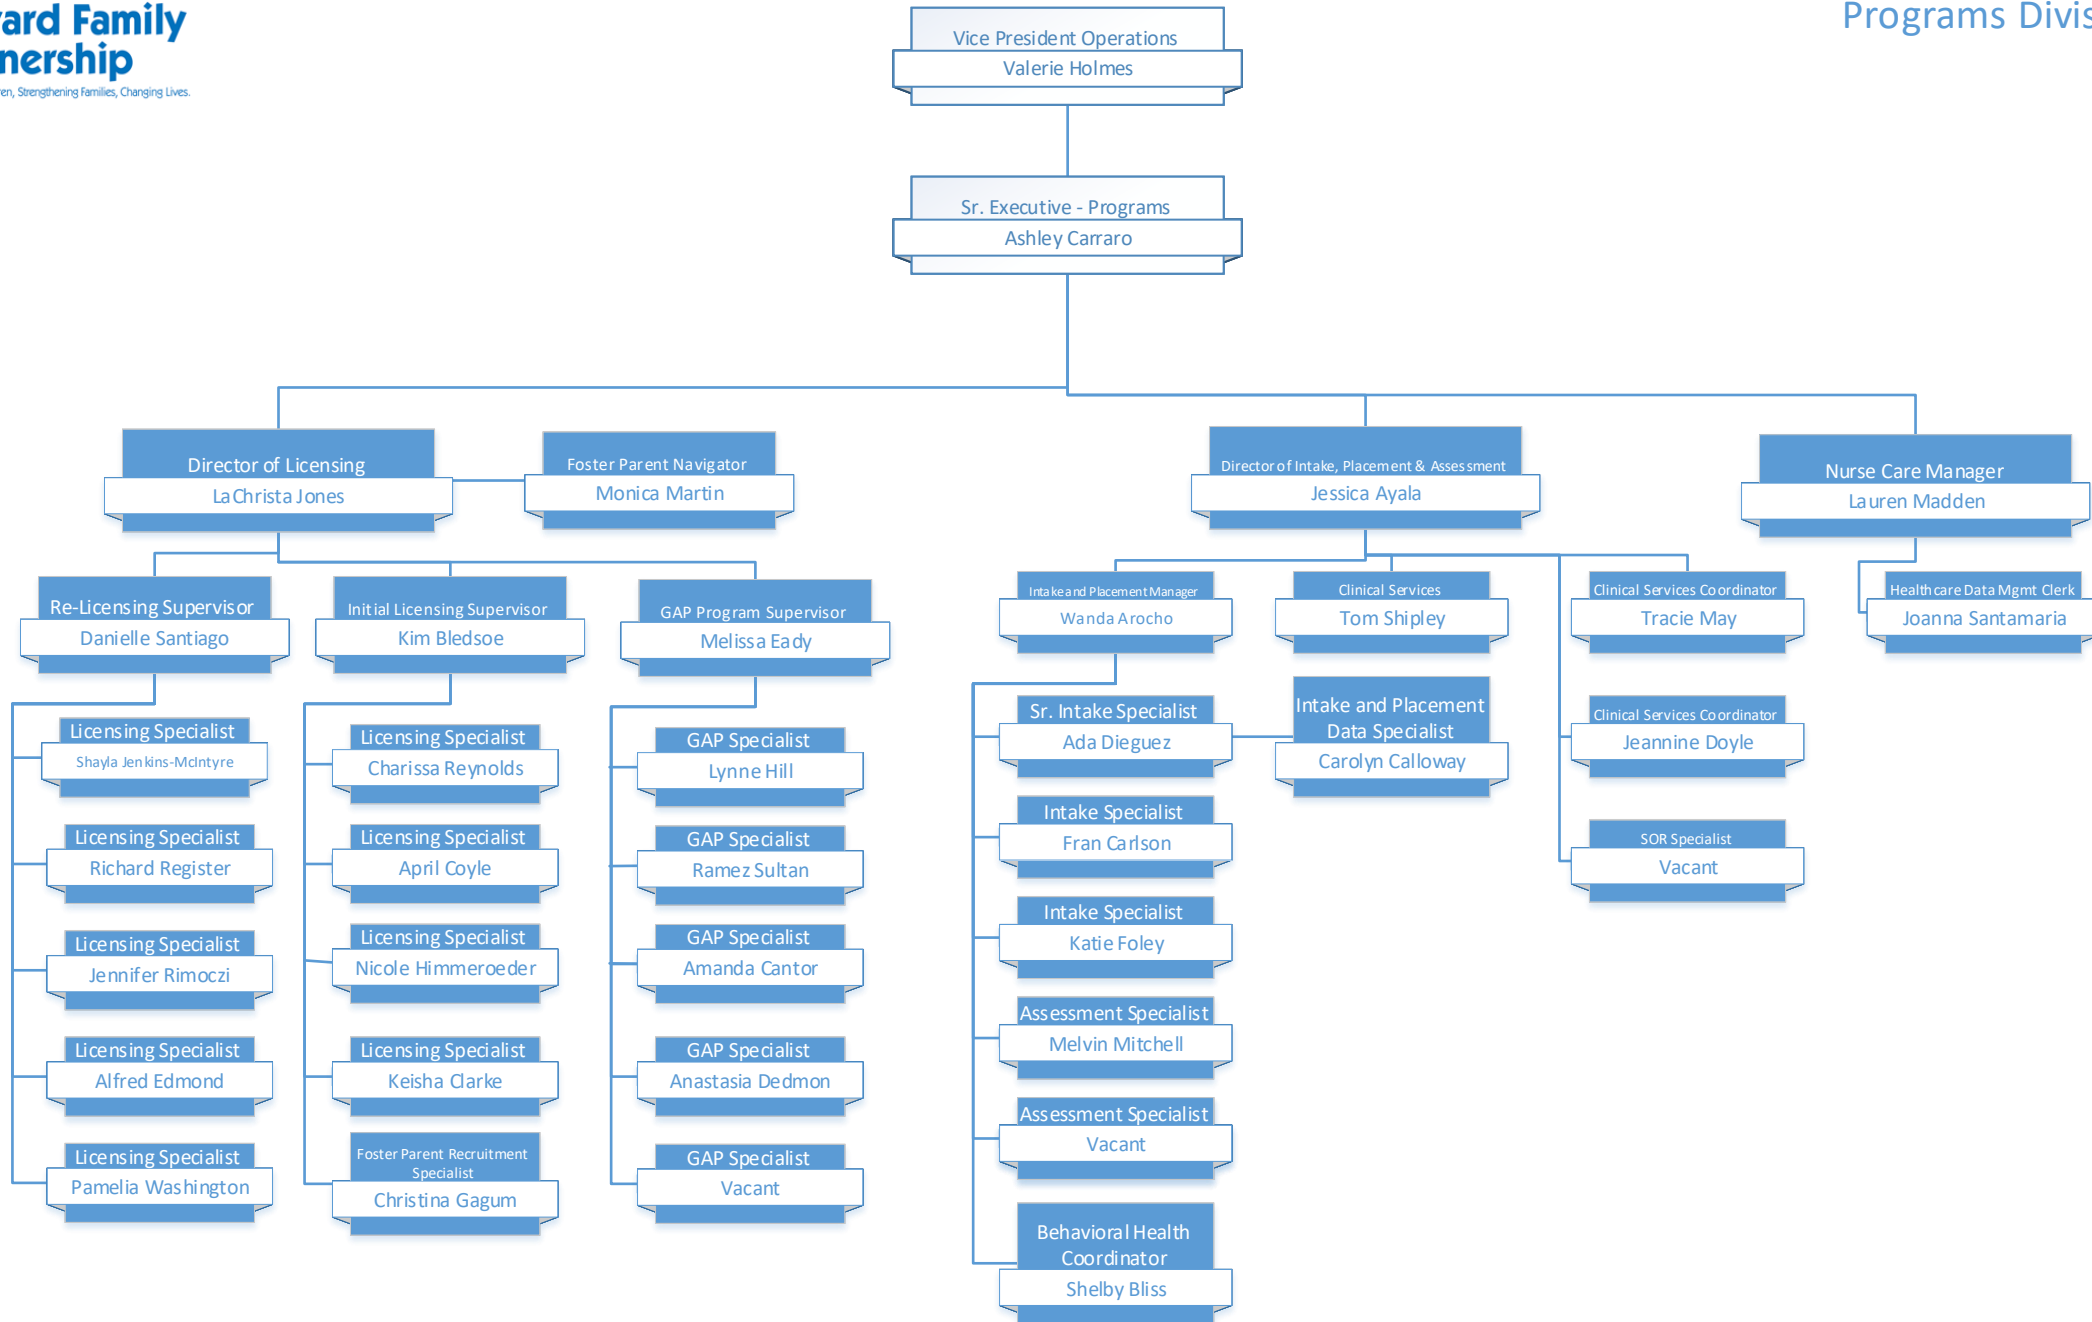 ard Family
nership
en, Strengthening Families, Changing Lives.
Programs Divis
Vice President Operations
Valerie Holmes
Sr. Executive - Programs
Ashley Carraro
Director of Licensing
LaChrista Jones
Foster Parent Navigator
Monica Martin
Director of Intake, Placement & Assessment
Jessica Ayala
Nurse Care Manager
Lauren Madden
Re-Licensing Supervisor
Danielle Santiago
Initial Licensing Supervisor
Kim Bledsoe
GAP Program Supervisor
Melissa Eady
Intake and Placement Manager
Wanda Arocho
Clinical Services
Tom Shipley
Clinical Services Coordinator
Tracie May
Healthcare Data Mgmt Clerk
Joanna Santamaria
Licensing Specialist
Shayla Jenkins-McIntyre
Licensing Specialist
Richard Register
Licensing Specialist
Jennifer Rimoczi
Licensing Specialist
Alfred Edmond
Licensing Specialist
Pamelia Washington
Licensing Specialist
Charissa Reynolds
Licensing Specialist
April Coyle
Licensing Specialist
Nicole Himmeroeder
Licensing Specialist
Keisha Clarke
Foster Parent Recruitment
Specialist
Christina Gagum
GAP Specialist
Lynne Hill
GAP Specialist
Ramez Sultan
GAP Specialist
Amanda Cantor
GAP Specialist
Anastasia Dedmon
GAP Specialist
Vacant
Sr. Intake Specialist
Ada Dieguez
Intake and Placement
Data Specialist
Carolyn Calloway
Intake Specialist
Fran Carlson
Intake Specialist
Katie Foley
Assessment Specialist
Melvin Mitchell
Assessment Specialist
Vacant
Behavioral Health
Coordinator
Shelby Bliss
Clinical Services Coordinator
Jeannine Doyle
SOR Specialist
Vacant